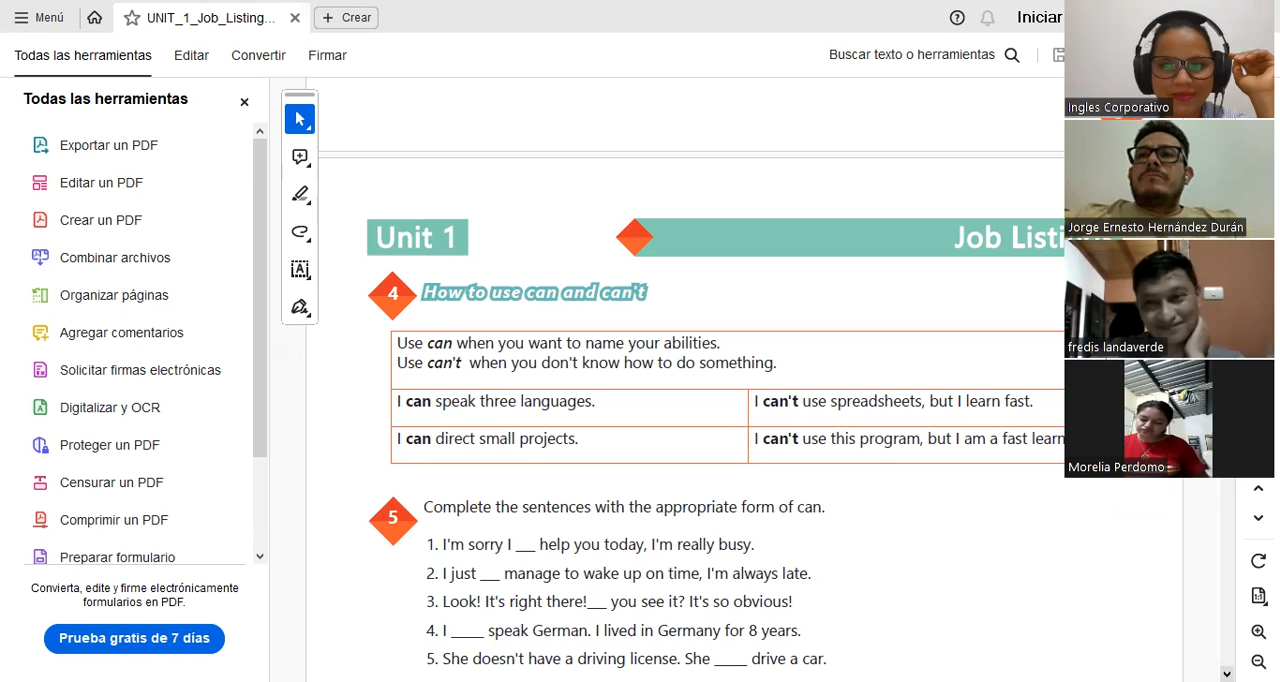 Menú
UNIT_1_Job_Listing...
Crear
Iniciar
Todas las herramientas
Editar
Convertir
Firmar
Buscar texto o herramientas
Todas las herramientas
Exportar un PDF
Editar un PDF
Crear un PDF
Combinar archivos
Organizar páginas
Agregar comentarios
Solicitar firmas electrónicas
Digitalizar y OCR
Proteger un PDF
Censurar un PDF
Comprimir un PDF
Preparar formulario
Convierta, edite y firme electrónicamente
formularios en PDF.
Prueba gratis de 7 días
Unit 1
Job Listi
4
How to use can and can't
Use can when you want to name your abilities.
Use can't when you don't know how to do something.
I can speak three languages.
I can't use spreadsheets, but I learn fast.
I can direct small projects.
I can't use this program, but I am a fast learn
5
Complete the sentences with the appropriate form of can.
1. I'm sorry I ___ help you today, I'm really busy.
2. I just ___ manage to wake up on time, I'm always late.
3. Look! It's right there!___ you see it? It's so obvious!
4. I _____ speak German. I lived in Germany for 8 years.
5. She doesn't have a driving license. She _____ drive a car.
Ingles Corporativo
Jorge Ernesto Hernández Durán
fredis landaverde
Morelia Perdomo
1:1